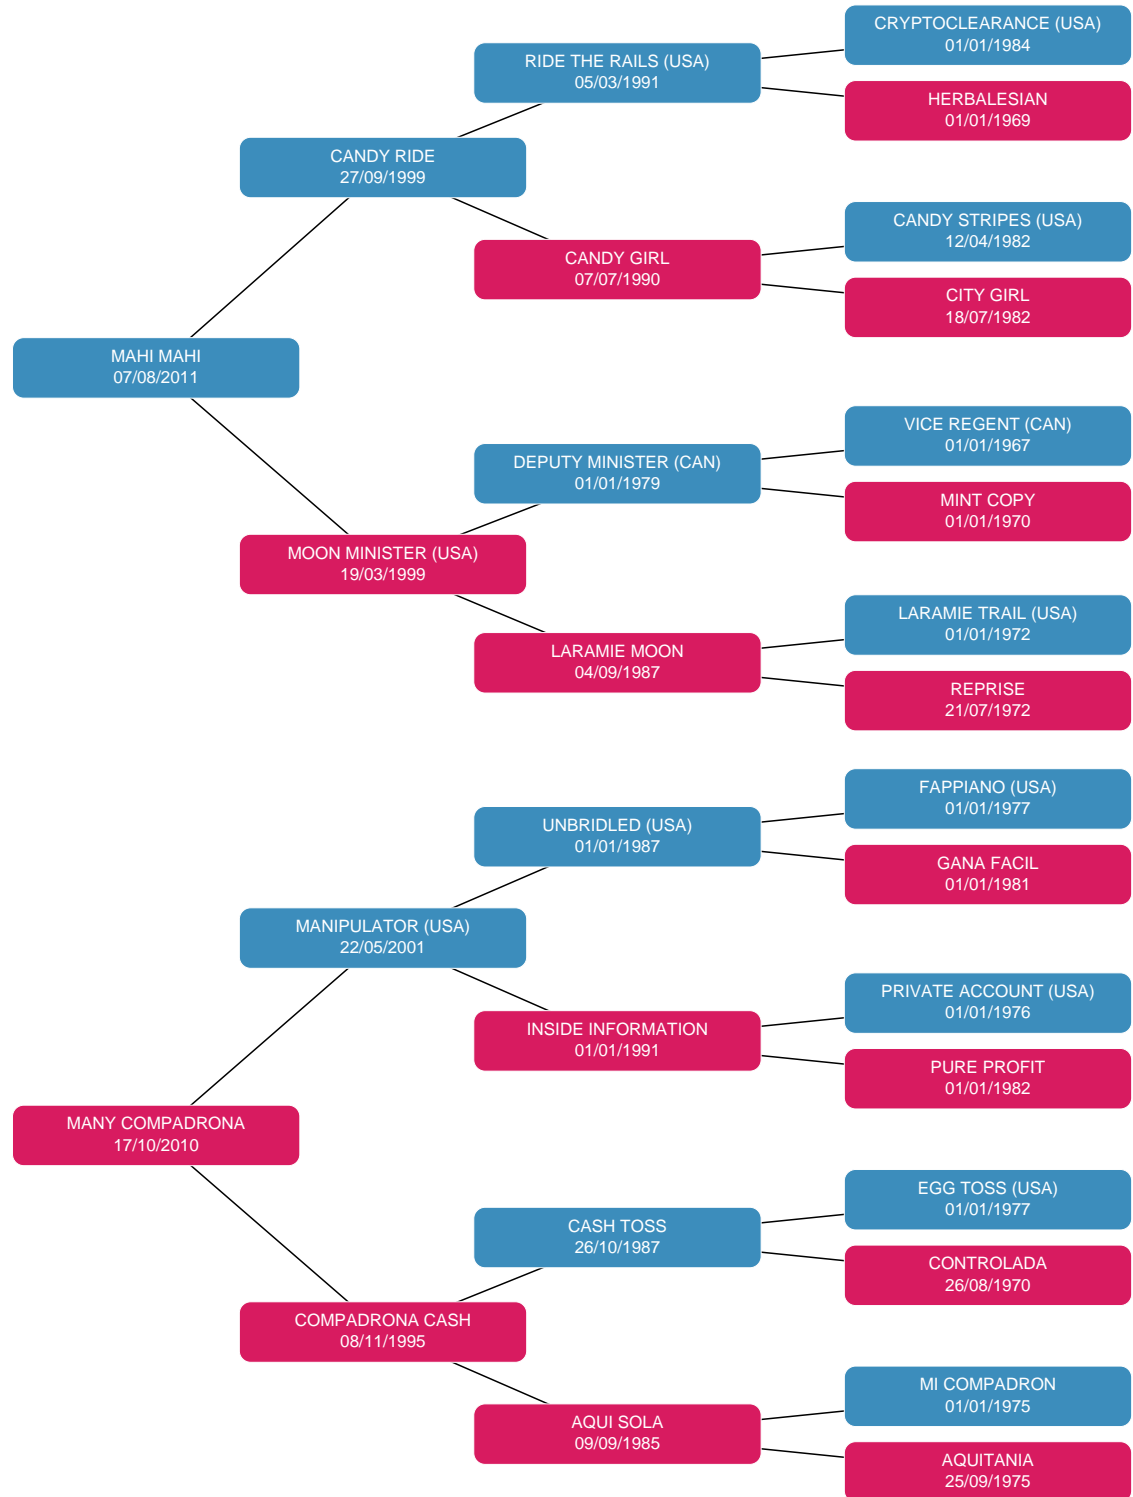 CRYPTOCLEARANCE (USA)
01/01/1984
RIDE THE RAILS (USA)
05/03/1991
HERBALESIAN
01/01/1969
CANDY RIDE
27/09/1999
CANDY STRIPES (USA)
12/04/1982
CANDY GIRL
07/07/1990
CITY GIRL
18/07/1982
MAHI MAHI
07/08/2011
VICE REGENT (CAN)
01/01/1967
DEPUTY MINISTER (CAN)
01/01/1979
MINT COPY
01/01/1970
MOON MINISTER (USA)
19/03/1999
LARAMIE TRAIL (USA)
01/01/1972
LARAMIE MOON
04/09/1987
REPRISE
21/07/1972
FAPPIANO (USA)
01/01/1977
UNBRIDLED (USA)
01/01/1987
GANA FACIL
01/01/1981
MANIPULATOR (USA)
22/05/2001
PRIVATE ACCOUNT (USA)
01/01/1976
INSIDE INFORMATION
01/01/1991
PURE PROFIT
01/01/1982
MANY COMPADRONA
17/10/2010
EGG TOSS (USA)
01/01/1977
CASH TOSS
26/10/1987
CONTROLADA
26/08/1970
COMPADRONA CASH
08/11/1995
MI COMPADRON
01/01/1975
AQUI SOLA
09/09/1985
AQUITANIA
25/09/1975